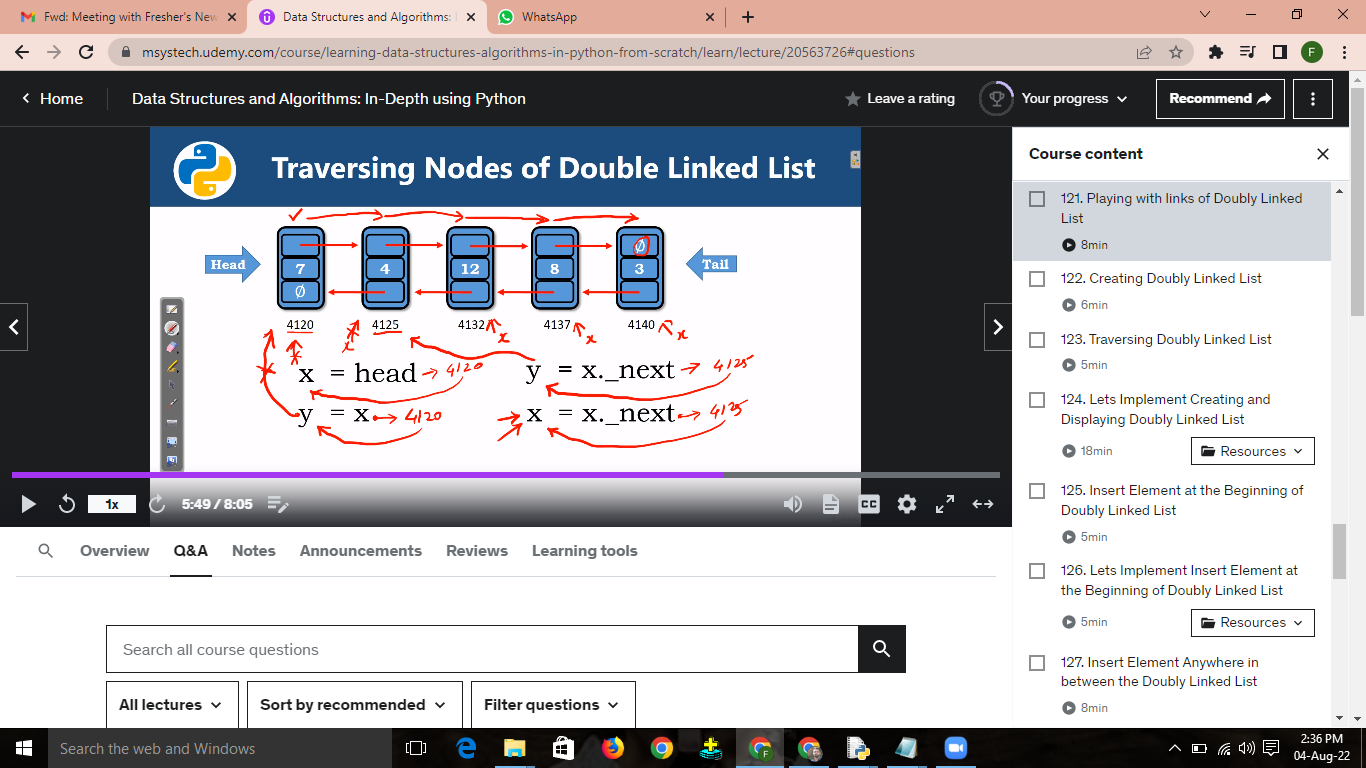 Fwd: Meeting with Fresher's New
Data Structures and Algorithms: I
WhatsApp
msystech.udemy.com/course/learning-data-structures-algorithms-in-python-from-scratch/learn/lecture/20563726#questions
F
Home
Data Structures and Algorithms: In-Depth using Python
Leave a rating
Your progress
Recommend
Traversing Nodes of Double Linked List
Head
7 4 12 8 3
∅
∅
Tail
4120 4125 4132 4137 4140
x x x x x
x = head → 4120
y = x._next → 4125
y = x → 4120
x = x._next → 4125
1x
5:49 / 8:05
CC
Course content
121. Playing with links of Doubly Linked
List
8min
122. Creating Doubly Linked List
6min
123. Traversing Doubly Linked List
5min
124. Lets Implement Creating and
Displaying Doubly Linked List
18min
Resources
125. Insert Element at the Beginning of
Doubly Linked List
5min
126. Lets Implement Insert Element at
the Beginning of Doubly Linked List
5min
Resources
127. Insert Element Anywhere in
between the Doubly Linked List
8min
Overview Q&A Notes Announcements Reviews Learning tools
Search all course questions
All lectures Sort by recommended Filter questions
Search the web and Windows
F
2:36 PM
04-Aug-22